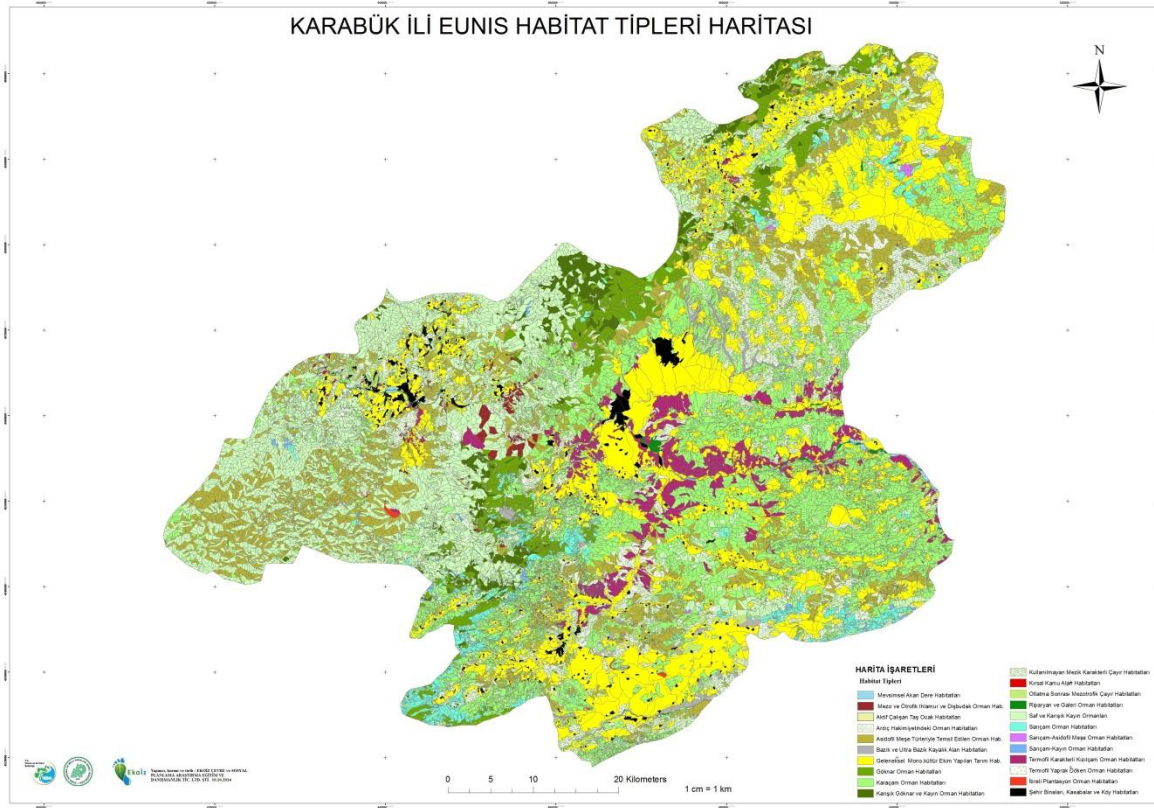 KARABÜK İLİ EUNIS HABİTAT TİPLERİ HARİTASI
N
HARİTA İŞARETLERİ
Habitat Tipleri
Mevsimsel Akan Dere Habitatları
Mezo ve Ötrofik Ihlamur ve Dişbudak Orman Hab.
Aktif Çalışan Taş Ocak Habitatları
Ardıç Hakimiyetindeki Orman Habitatları
Asidofil Meşe Türleriyle Temsil Edilen Orman Hab.
Bazik ve Ultra Bazik Kayalık Alan Habitatları
Geleneksel Mono kültür Ekim Yapılan Tarım Hab.
Göknar Orman Habitatları
Karaçam Orman Habitatları
Karışık Göknar ve Kayın Orman Habitatları
Kullanılmayan Mezik Karakterli Çayır Habitatları
Kırsal Kamu Alan Habitatları
Otlatma Sonrası Mezotrofik Çayır Habitatları
Riparyan ve Galeri Orman Habitatları
Saf ve Karışık Kayın Ormanları
Sarıçam Orman Habitatları
Sarıçam-Asidofil Meşe Orman Habitatları
Sarıçam-Kayın Orman Habitatları
Termofil Karakterli Kızılçam Orman Habitatları
Termofil Yaprak Döken Orman Habitatları
İbreli Plantasyon Orman Habitatları
Şehir Binaları, Kasabalar ve Köy Habitatları
Ekoiz
0 5 10 20 Kilometers
1 cm = 1 km